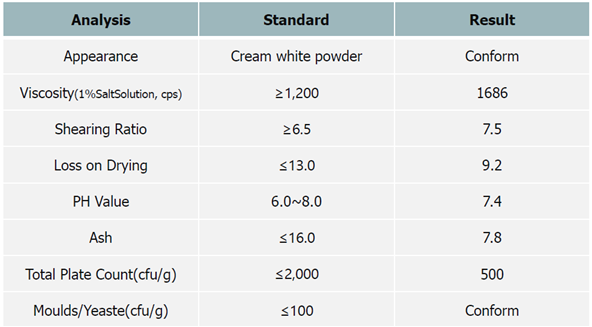 Analysis Standard Result
Appearance Cream white powder Conform
Viscosity(1%SaltSolution, cps) ≥1,200 1686
Shearing Ratio ≥6.5 7.5
Loss on Drying ≤13.0 9.2
PH Value 6.0~8.0 7.4
Ash ≤16.0 7.8
Total Plate Count(cfu/g) ≤2,000 500
Moulds/Yeaste(cfu/g) ≤100 Conform